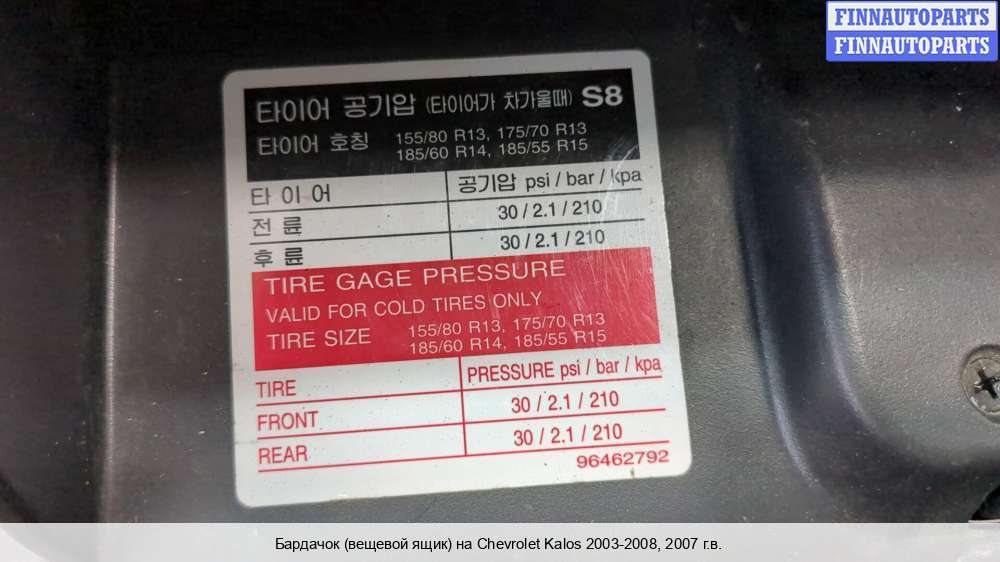 FINNAUTOPARTS
FINNAUTOPARTS
타이어 공기압 (타이어가 차가울때) S8
타이어 호칭 155/80 R13, 175/70 R13
185/60 R14, 185/55 R15
타 이 어 공기압 psi / bar / kpa
전 륜 30 / 2.1 / 210
후 륜 30 / 2.1 / 210
TIRE GAGE PRESSURE
VALID FOR COLD TIRES ONLY
TIRE SIZE 155/80 R13, 175/70 R13
185/60 R14, 185/55 R15
TIRE PRESSURE psi / bar / kpa
FRONT 30 / 2.1 / 210
REAR 30 / 2.1 / 210
96462792
Бардачок (вещевой ящик) на Chevrolet Kalos 2003-2008, 2007 г.в.